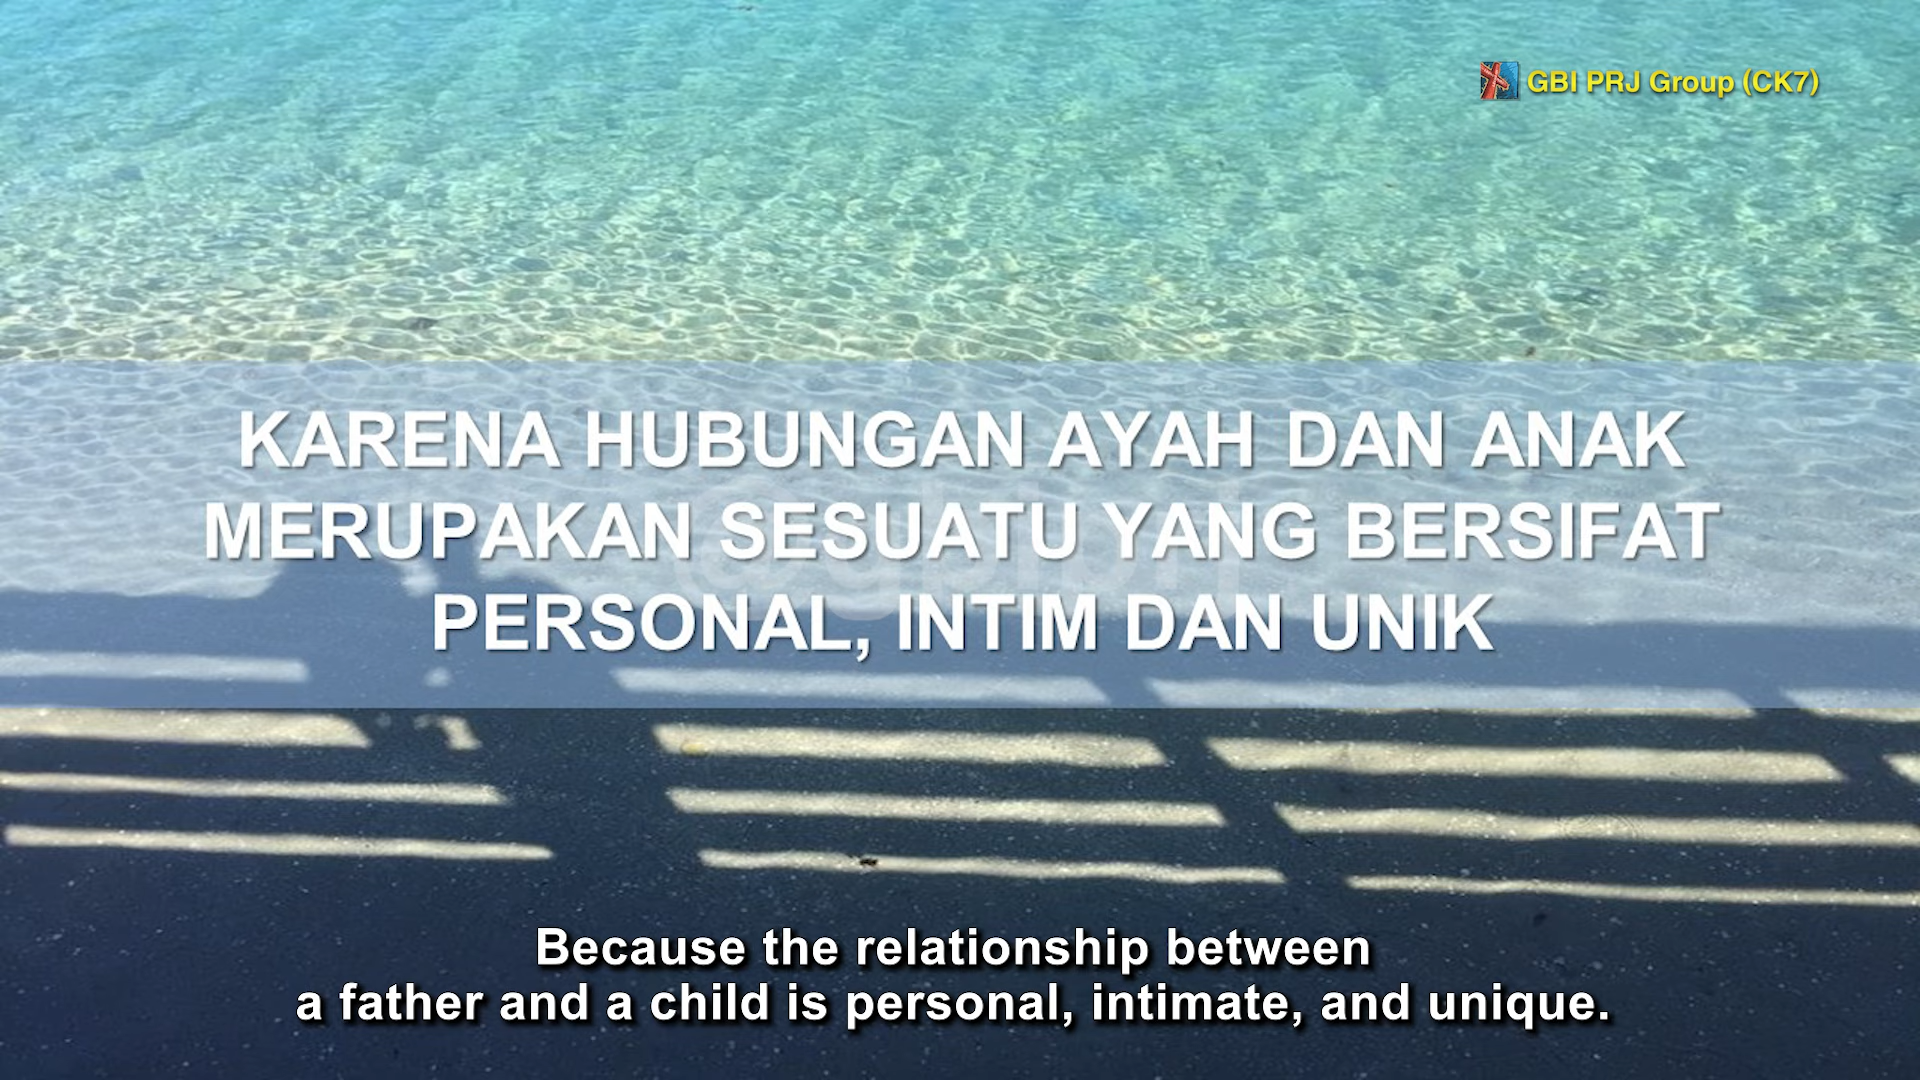 GBI PRJ Group (CK7)
KARENA HUBUNGAN AYAH DAN ANAK
MERUPAKAN SESUATU YANG BERSIFAT
PERSONAL, INTIM DAN UNIK
@gbiprj
Because the relationship between
a father and a child is personal, intimate, and unique.